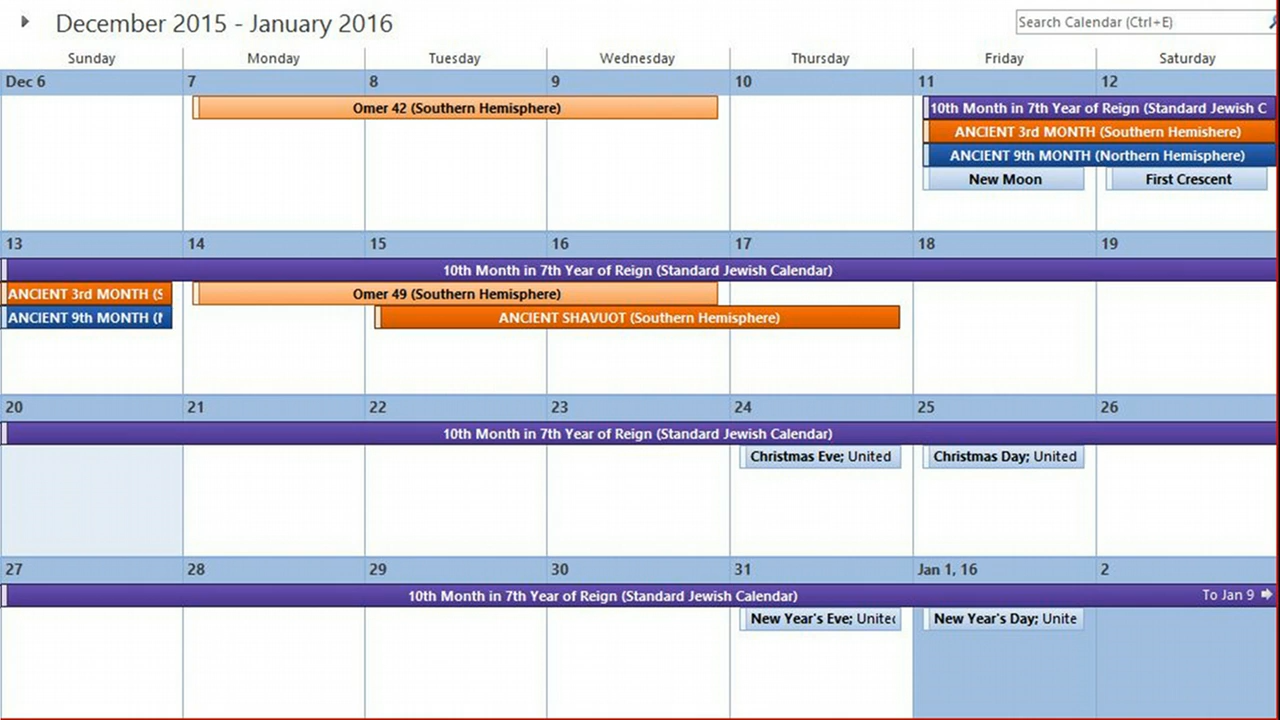 December 2015 - January 2016
Search Calendar (Ctrl+E)
Sunday Monday Tuesday Wednesday Thursday Friday Saturday
Dec 6 7 8 9 10 11 12
Omer 42 (Southern Hemisphere)
10th Month in 7th Year of Reign (Standard Jewish C
ANCIENT 3rd MONTH (Southern Hemishere)
ANCIENT 9th MONTH (Northern Hemisphere)
New Moon First Crescent
13 14 15 16 17 18 19
10th Month in 7th Year of Reign (Standard Jewish Calendar)
ANCIENT 3rd MONTH (S Omer 49 (Southern Hemisphere)
ANCIENT 9th MONTH (N ANCIENT SHAVUOT (Southern Hemisphere)
20 21 22 23 24 25 26
10th Month in 7th Year of Reign (Standard Jewish Calendar)
Christmas Eve; United Christmas Day; United
27 28 29 30 31 Jan 1, 16 2
10th Month in 7th Year of Reign (Standard Jewish Calendar) To Jan 9
New Year's Eve; United New Year's Day; Unite